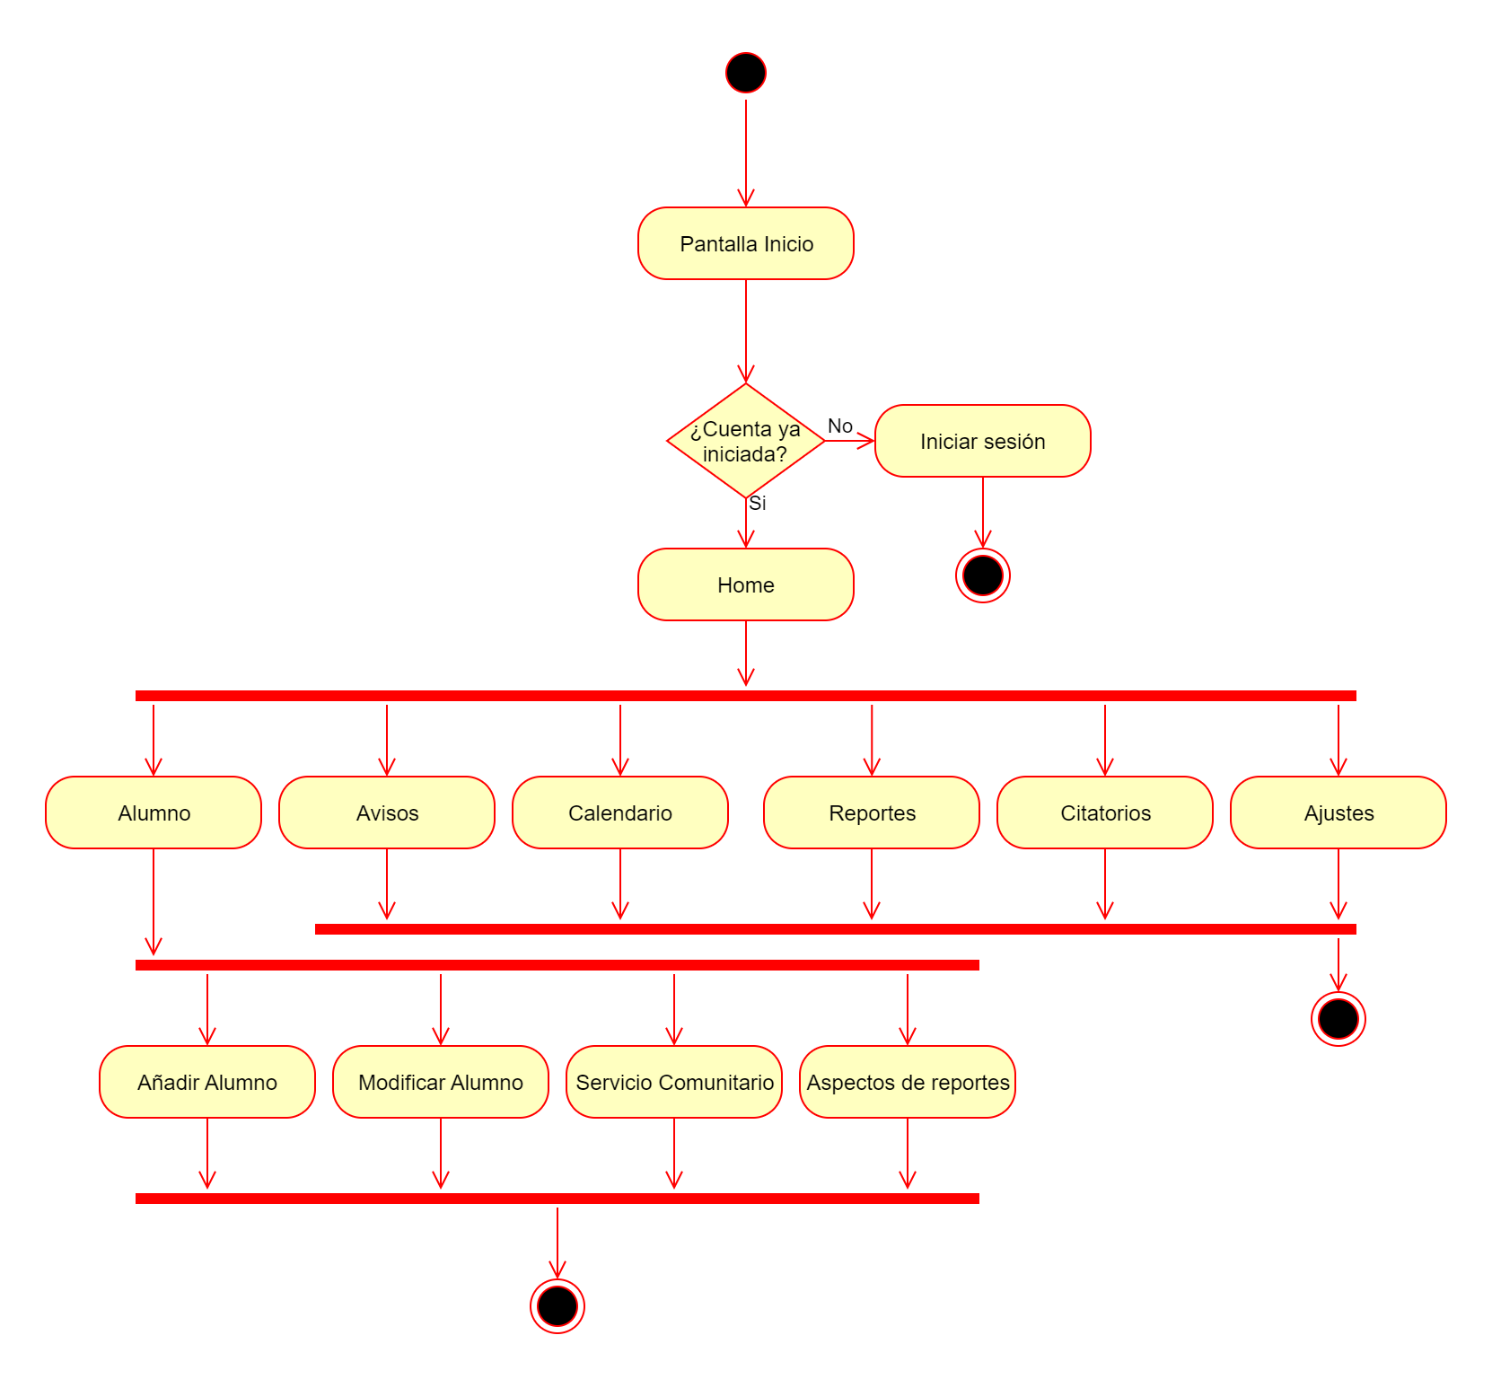 Pantalla Inicio
¿Cuenta ya
iniciada?
No
Iniciar sesión
Si
Home
Alumno
Avisos
Calendario
Reportes
Citatorios
Ajustes
Añadir Alumno
Modificar Alumno
Servicio Comunitario
Aspectos de reportes